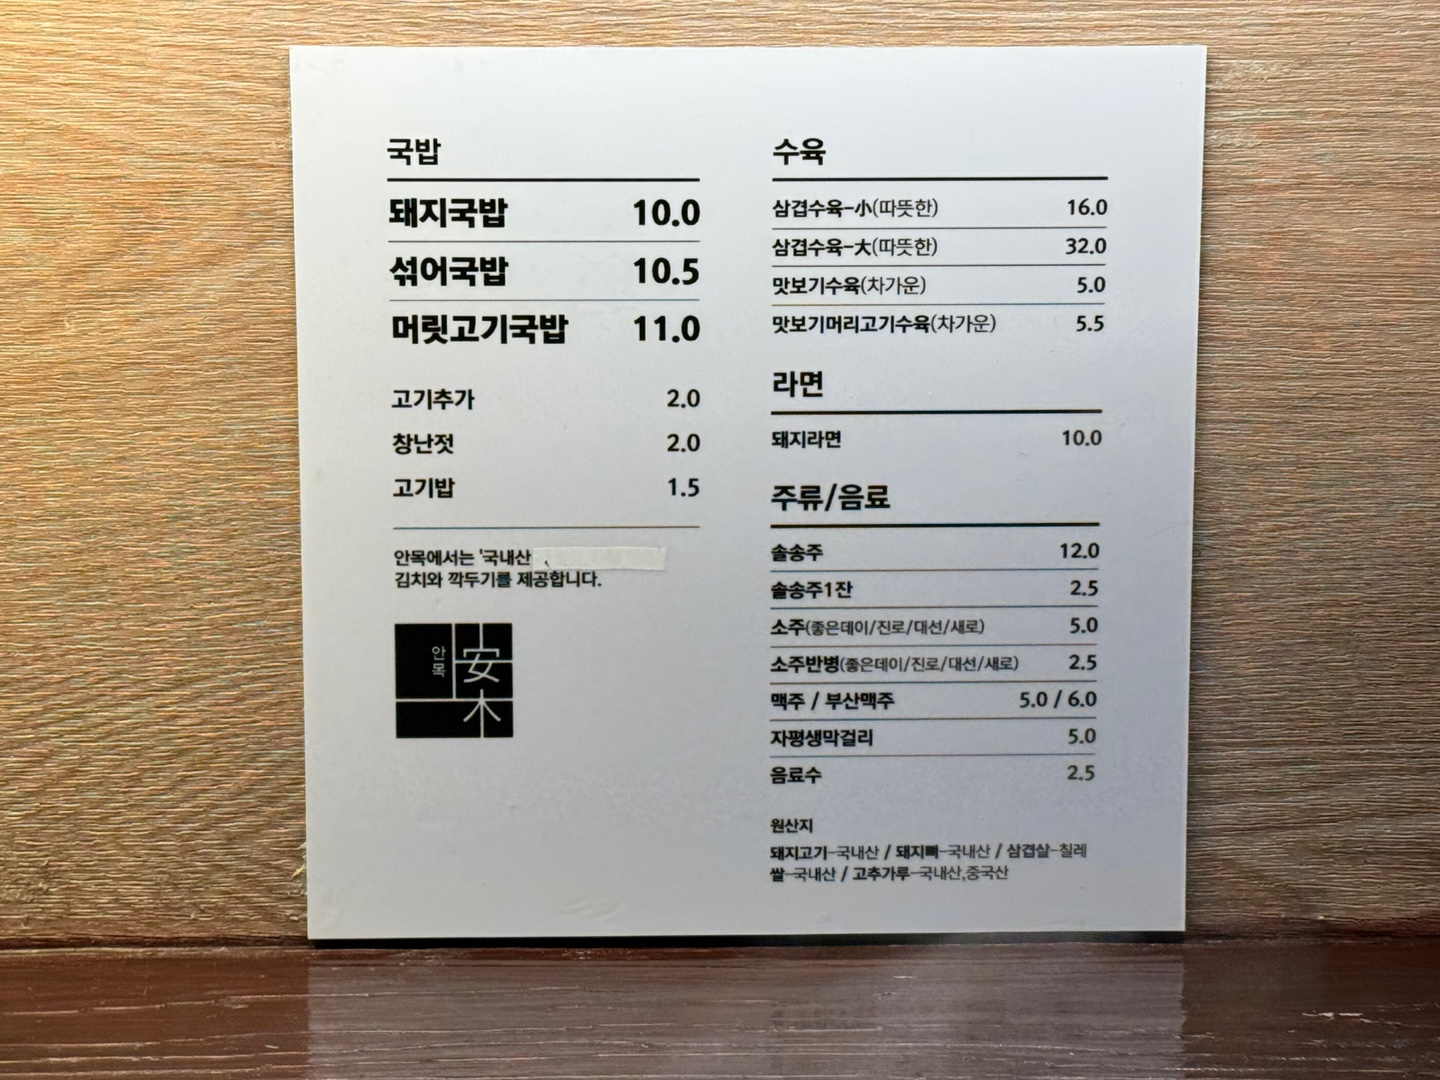 국밥
돼지국밥 10.0
섞어국밥 10.5
머릿고기국밥 11.0
고기추가 2.0
창난젓 2.0
고기밥 1.5
안목에서는 '국내산
김치와 깍두기를 제공합니다.
안목
安木
수육
삼겹수육-小(따뜻한) 16.0
삼겹수육-大(따뜻한) 32.0
맛보기수육(차가운) 5.0
맛보기머리고기수육(차가운) 5.5
라면
돼지라면 10.0
주류/음료
솔송주 12.0
솔송주1잔 2.5
소주(좋은데이/진로/대선/새로) 5.0
소주반병(좋은데이/진로/대선/새로) 2.5
맥주 / 부산맥주 5.0 / 6.0
자평생막걸리 5.0
음료수 2.5
원산지
돼지고기-국내산 / 돼지뼈-국내산 / 삼겹살-칠레
쌀-국내산 / 고추가루-국내산,중국산